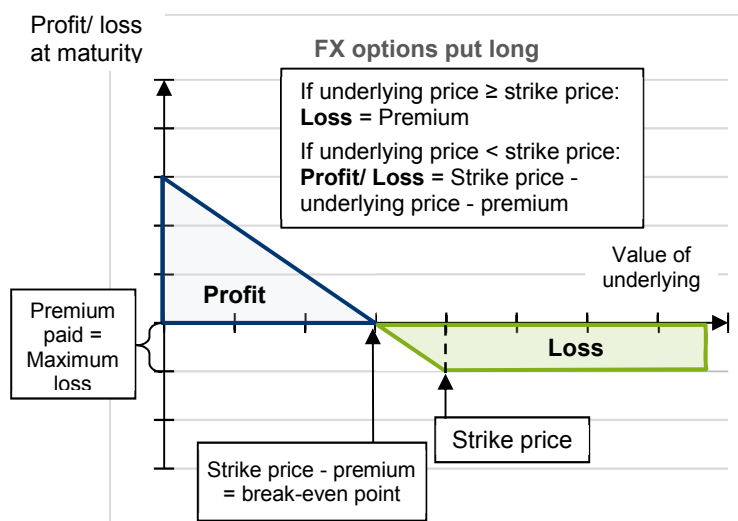 Profit/ loss
at maturity
FX options put long
If underlying price ≥ strike price:
Loss = Premium
If underlying price < strike price:
Profit/ Loss = Strike price -
underlying price - premium
Value of
underlying
Profit
Premium
paid =
Maximum
loss
Loss
Strike price
Strike price - premium
= break-even point